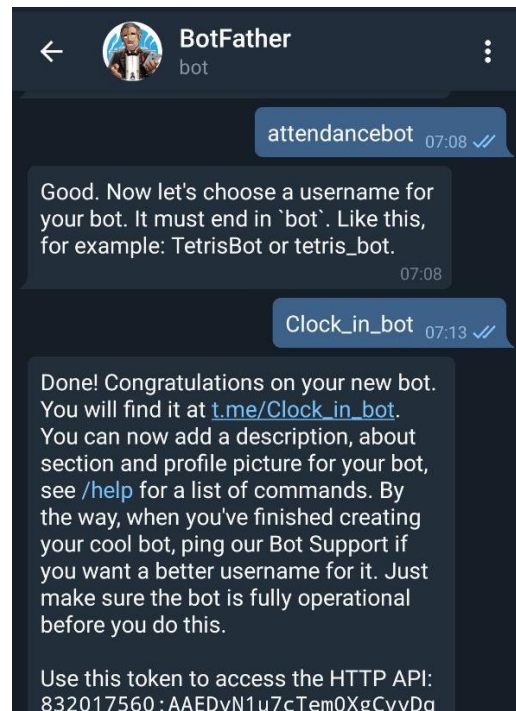 BotFather
bot
attendancebot 07:08
Good. Now let's choose a username for
your bot. It must end in `bot`. Like this,
for example: TetrisBot or tetris_bot.
07:08
Clock_in_bot 07:13
Done! Congratulations on your new bot.
You will find it at t.me/Clock_in_bot.
You can now add a description, about
section and profile picture for your bot,
see /help for a list of commands. By
the way, when you've finished creating
your cool bot, ping our Bot Support if
you want a better username for it. Just
make sure the bot is fully operational
before you do this.
Use this token to access the HTTP API: